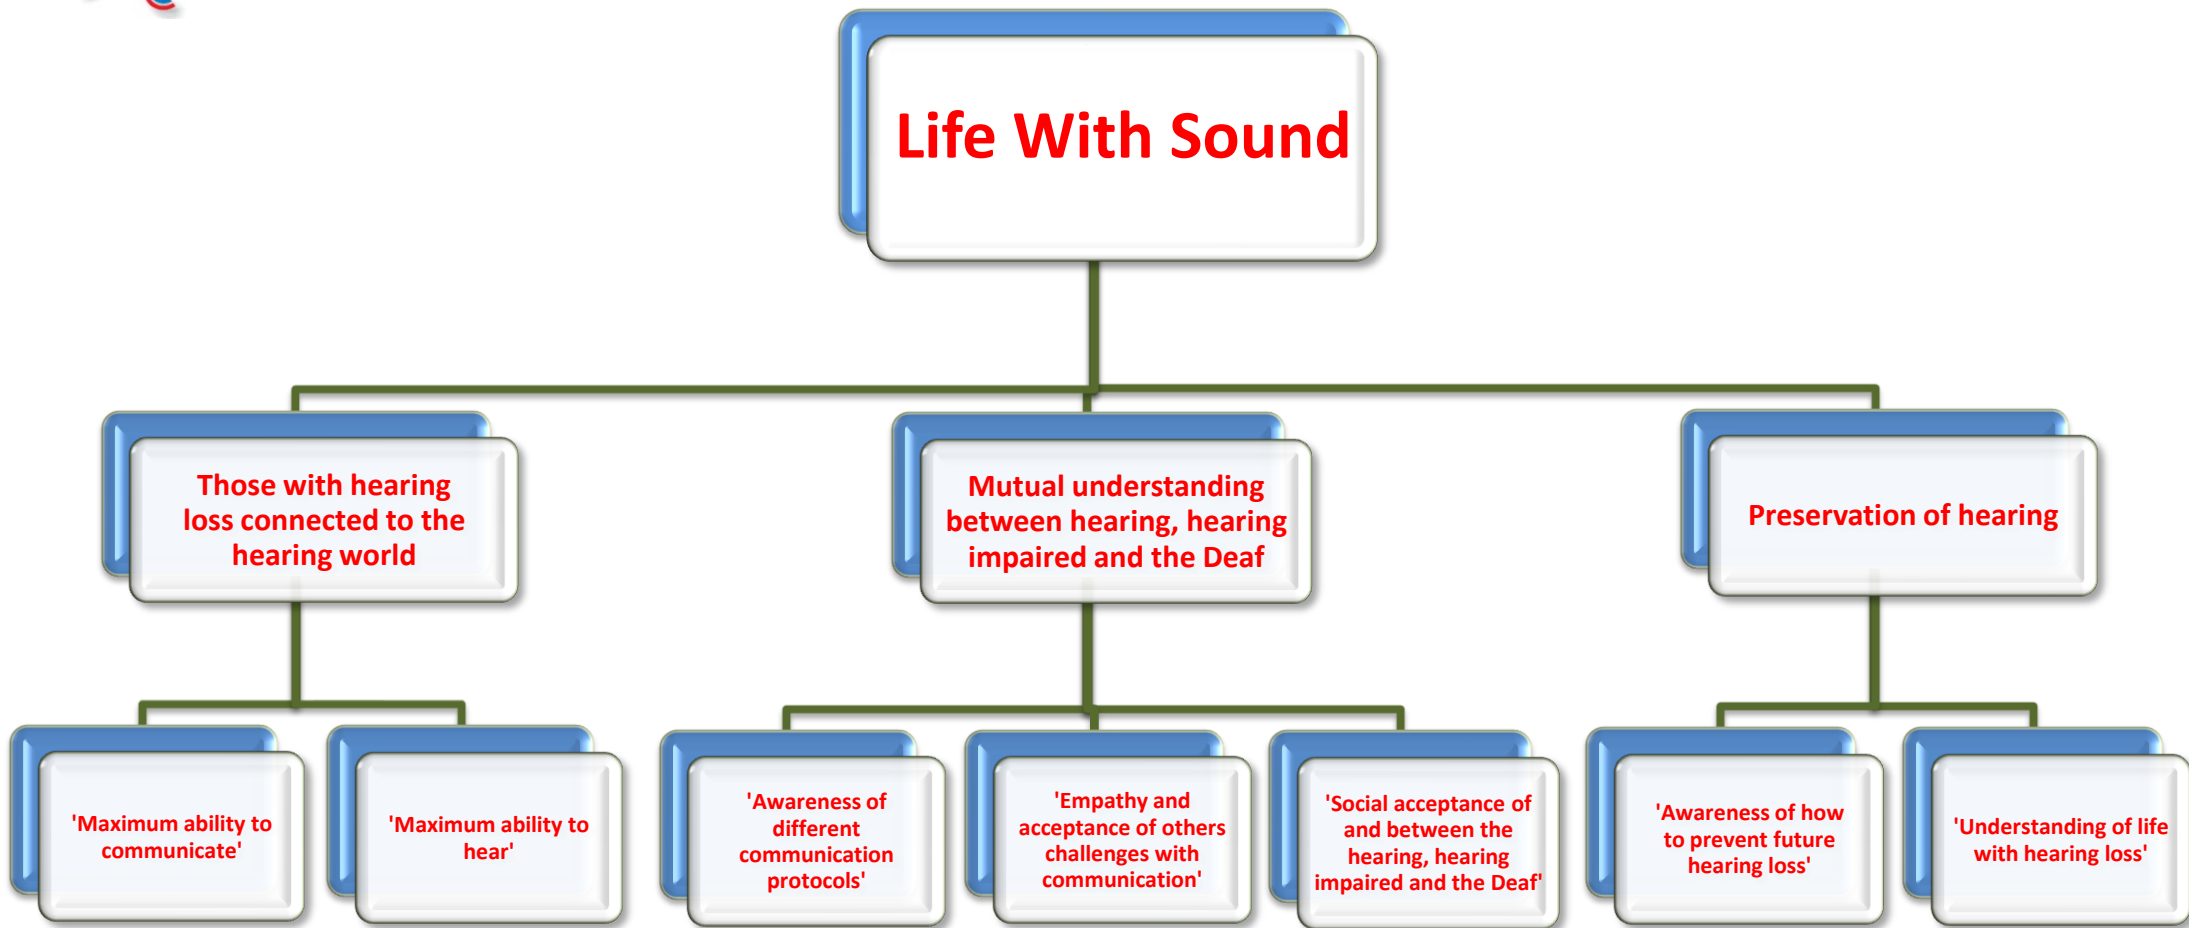 Life With Sound
Those with hearing
loss connected to the
hearing world
Mutual understanding
between hearing, hearing
impaired and the Deaf
Preservation of hearing
'Maximum ability to
communicate'
'Maximum ability to
hear'
'Awareness of
different
communication
protocols'
'Empathy and
acceptance of others
challenges with
communication'
'Social acceptance of
and between the
hearing, hearing
impaired and the Deaf'
'Awareness of how
to prevent future
hearing loss'
'Understanding of life
with hearing loss'